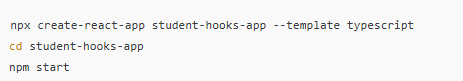 npx create-react-app student-hooks-app --template typescript
cd student-hooks-app
npm start